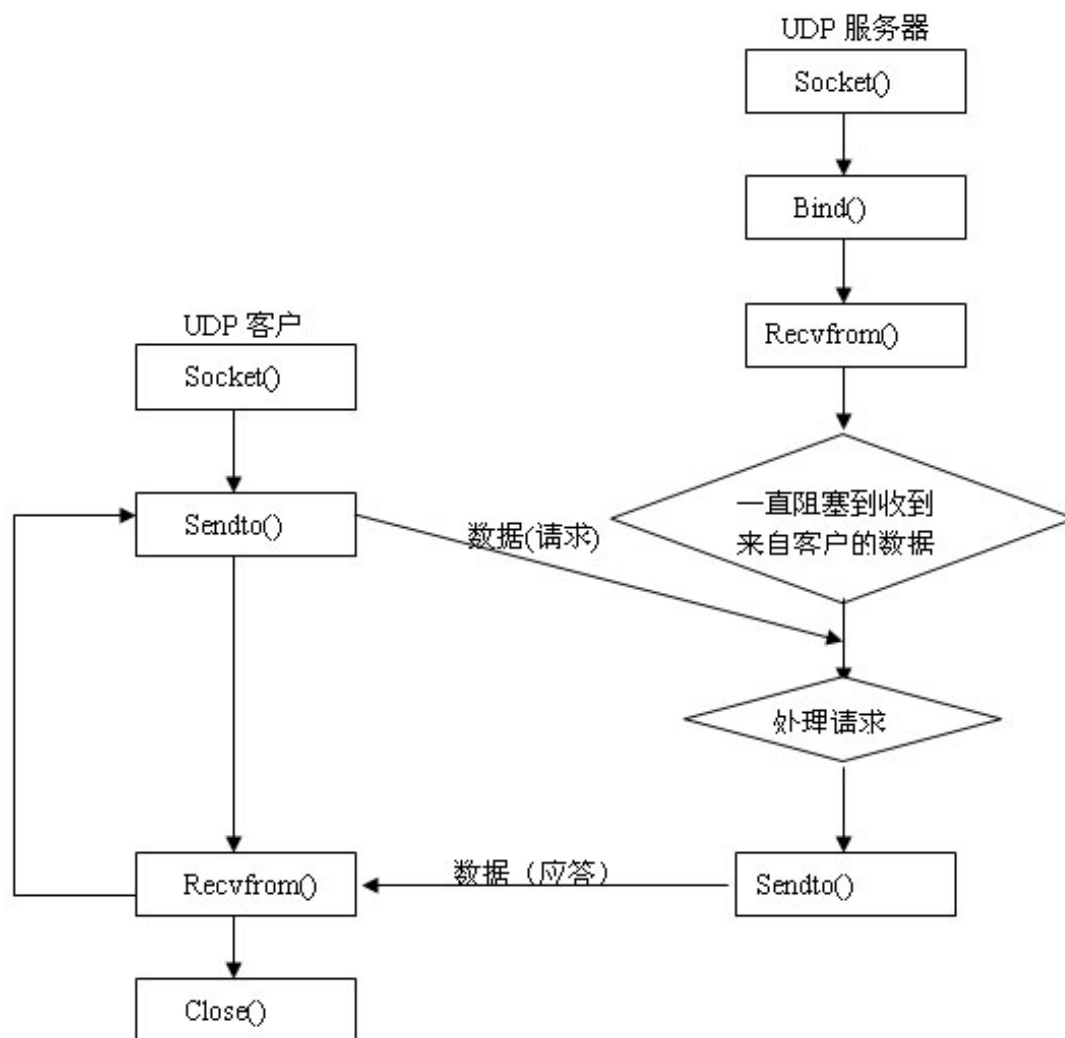 UDP 服务器
Socket()
Bind()
Recvfrom()
UDP 客户
Socket()
Sendto()
数据(请求)
一直阻塞到收到
来自客户的数据
处理请求
Recvfrom()
数据（应答）
Sendto()
Close()